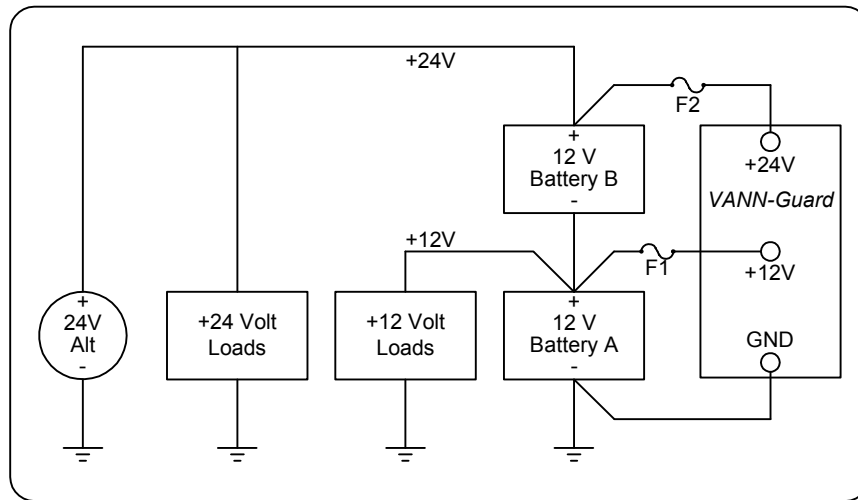 +24V
F2
+
12 V
Battery B
-
+24V
VANN-Guard
+12V
F1
+12V
+
24V
Alt
-
+24 Volt
Loads
+12 Volt
Loads
+
12 V
Battery A
-
GND